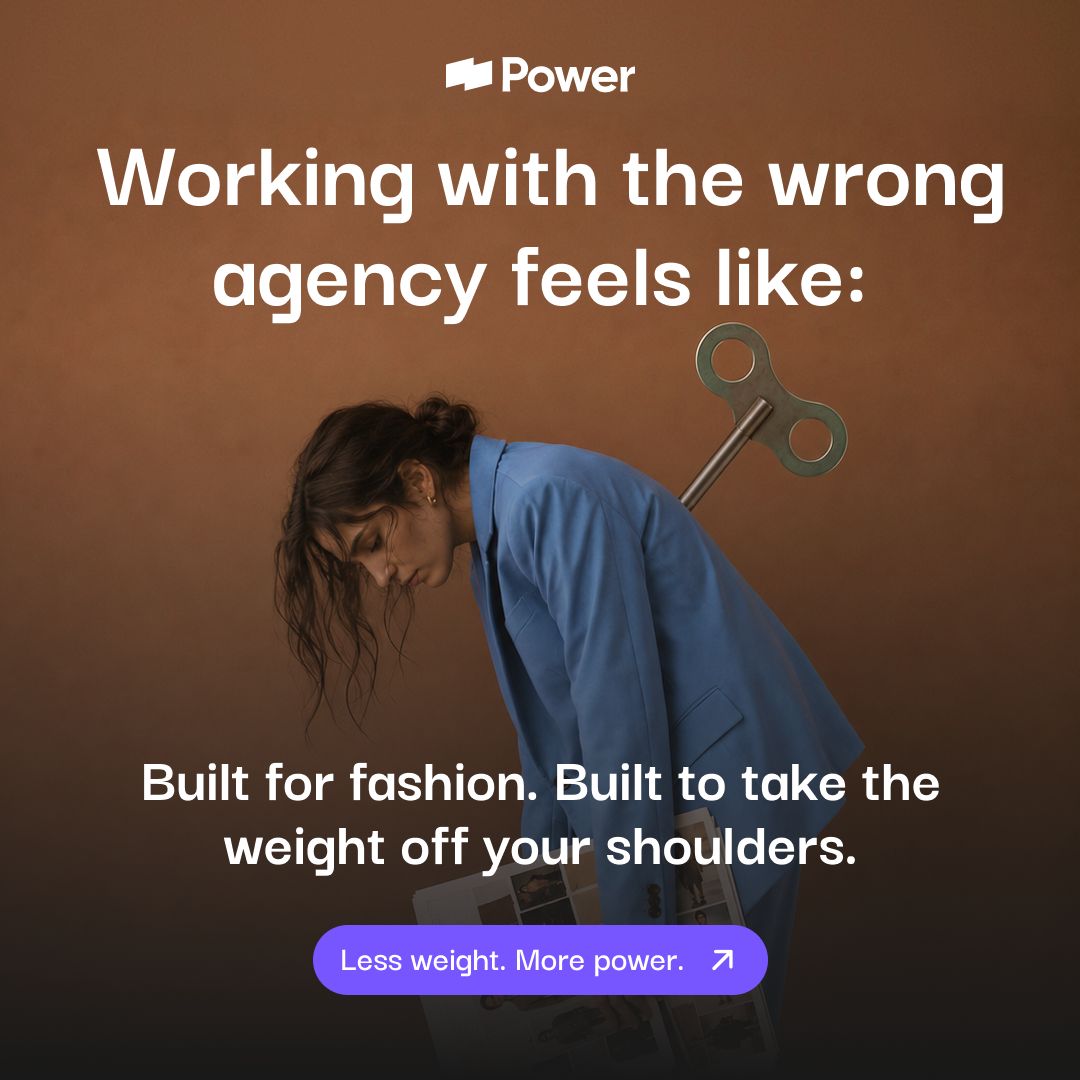 Power
Working with the wrong
agency feels like:
Built for fashion. Built to take the
weight off your shoulders.
Less weight. More power.